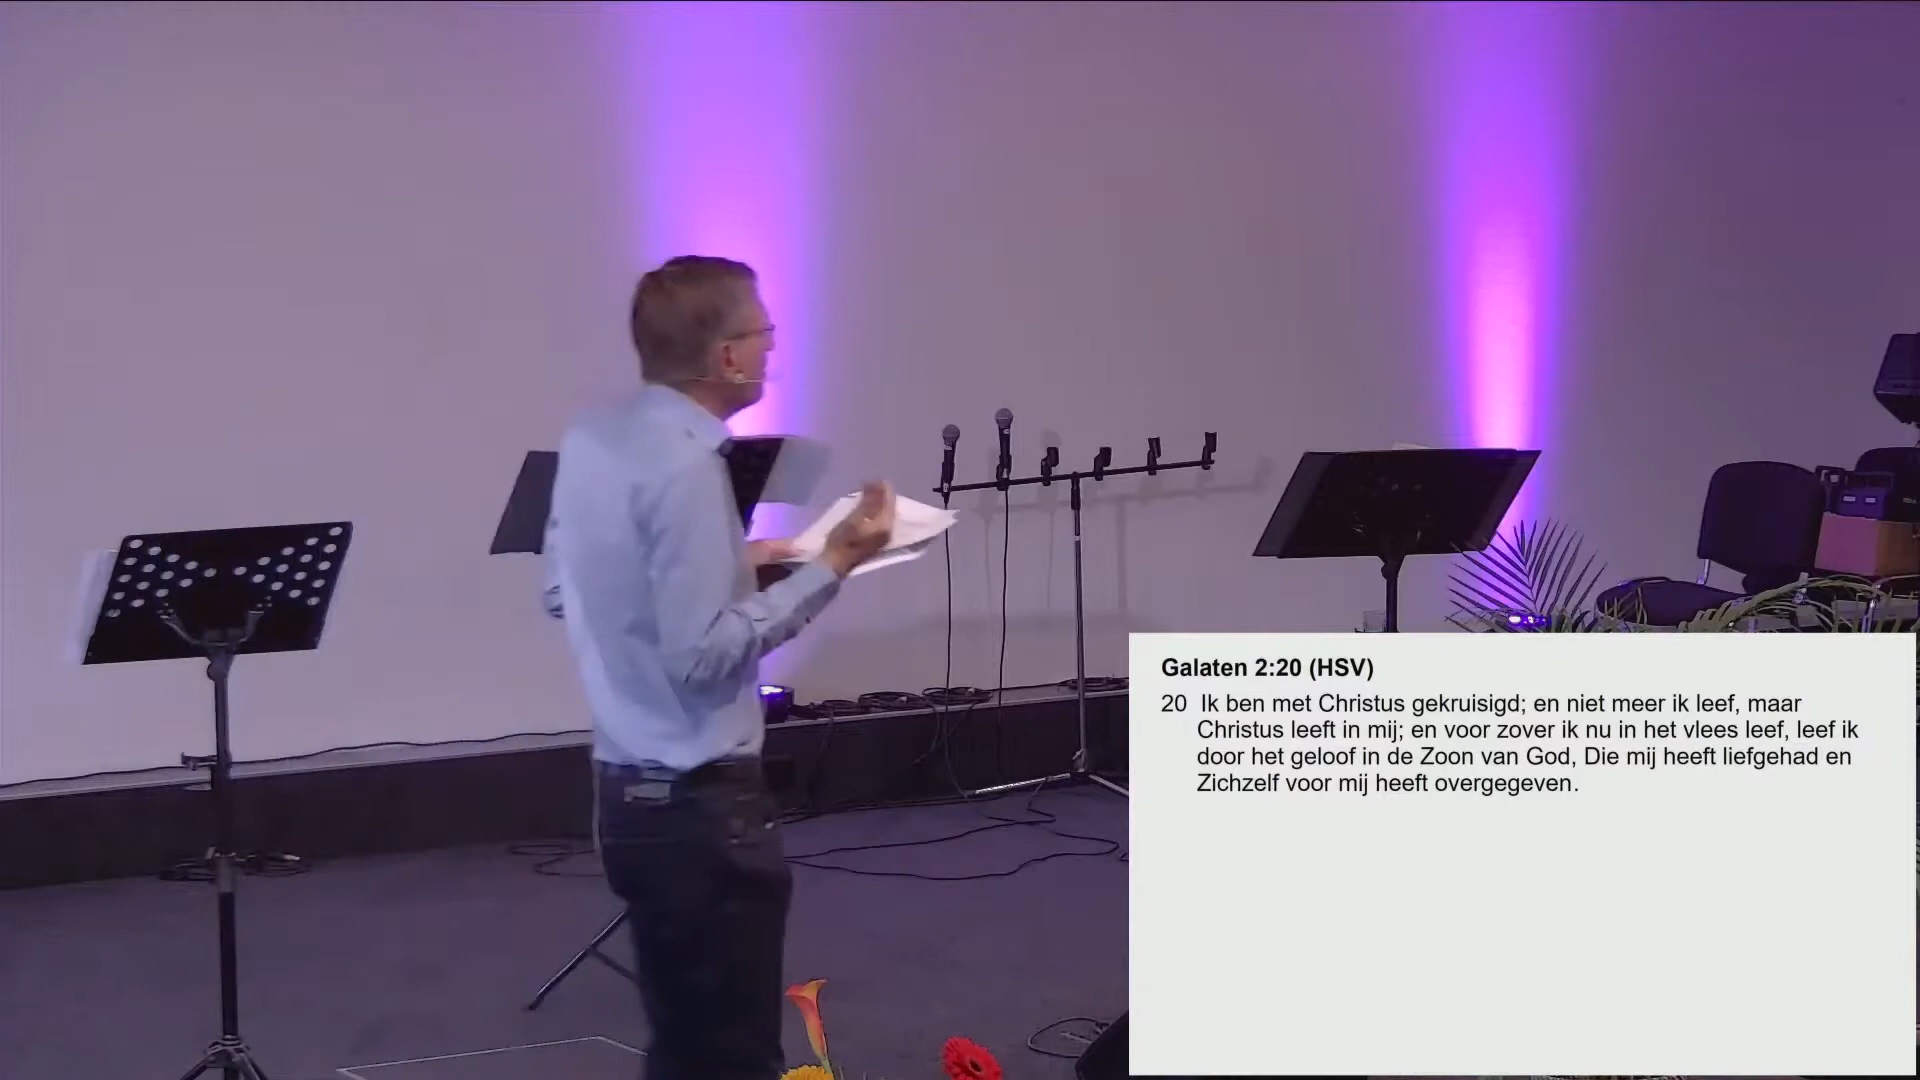 Galaten 2:20 (HSV)
20 Ik ben met Christus gekruisigd; en niet meer ik leef, maar
Christus leeft in mij; en voor zover ik nu in het vlees leef, leef ik
door het geloof in de Zoon van God, Die mij heeft liefgehad en
Zichzelf voor mij heeft overgegeven.